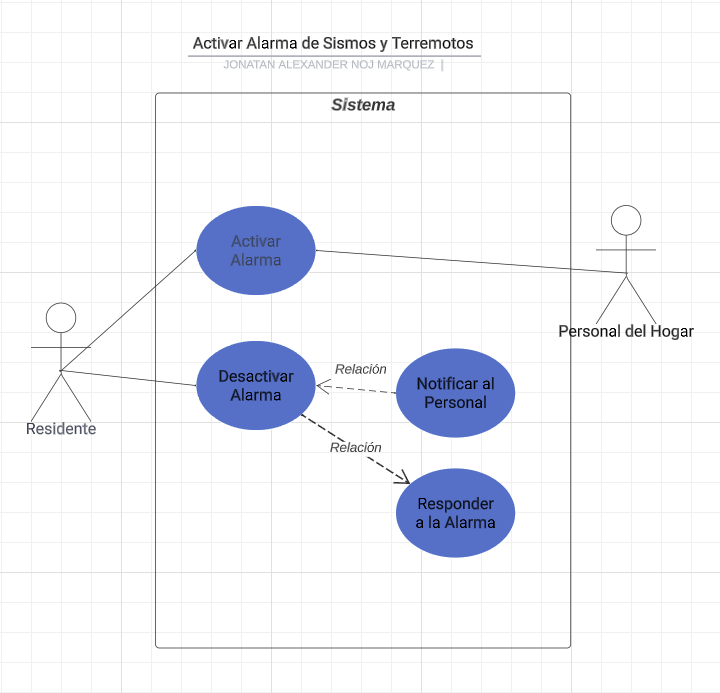 Activar Alarma de Sismos y Terremotos
JONATAN ALEXANDER NOJ MARQUEZ |
Sistema
Activar
Alarma
Personal del Hogar
Desactivar
Alarma
Relación
Notificar al
Personal
Residente
Relación
Responder
a la Alarma